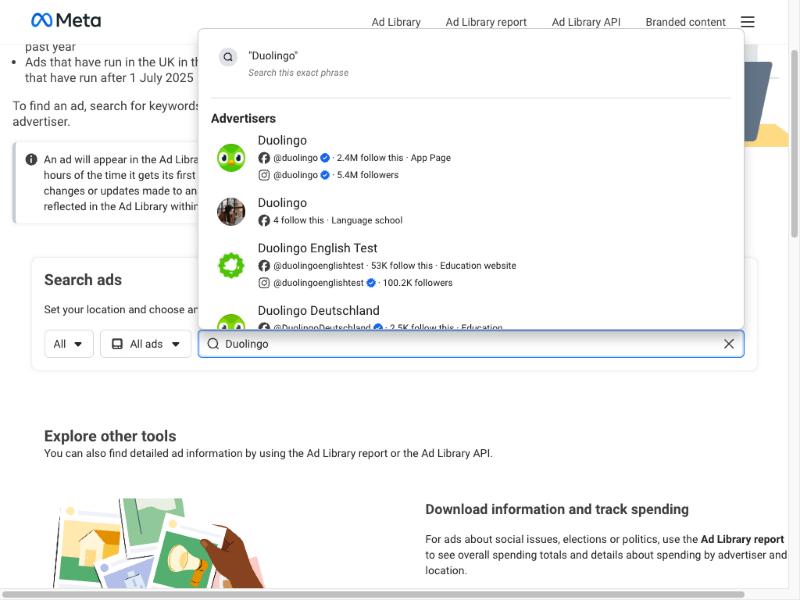 Meta
Ad Library
Ad Library report
Ad Library API
Branded content
past year
Ads that have run in the UK in th
that have run after 1 July 2025
To find an ad, search for keywords
advertiser.
An ad will appear in the Ad Libra
hours of the time it gets its first
changes or updates made to an
reflected in the Ad Library within
"Duolingo"
Search this exact phrase
Advertisers
Duolingo
@duolingo · 2.4M follow this · App Page
@duolingo · 5.4M followers
Duolingo
4 follow this · Language school
Duolingo English Test
@duolingoenglishtest · 53K follow this · Education website
@duolingoenglishtest · 100.2K followers
Duolingo Deutschland
@DuolingoDeutschland · 2.5K follow this · Education
Search ads
Set your location and choose an
All
All ads
Duolingo
Explore other tools
You can also find detailed ad information by using the Ad Library report or the Ad Library API.
Download information and track spending
For ads about social issues, elections or politics, use the Ad Library report
to see overall spending totals and details about spending by advertiser and
location.